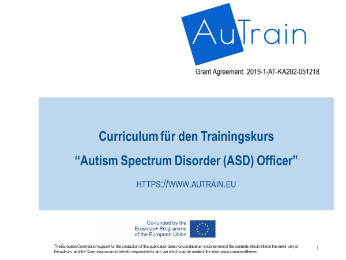 AuTrain
Grant Agreement: 2019-1-AT-KA202-051218
Curriculum für den Trainingskurs
“Autism Spectrum Disorder (ASD) Officer”
HTTPS://WWW.AUTRAIN.EU
Co-funded by the
Erasmus+ Programme
of the European Union
The European Commission support for the production of this publication does not constitute an endorsement of the contents which reflects the views only of
the authors, and the Commission cannot be held responsible for any use which may be made of the information contained therein.
1